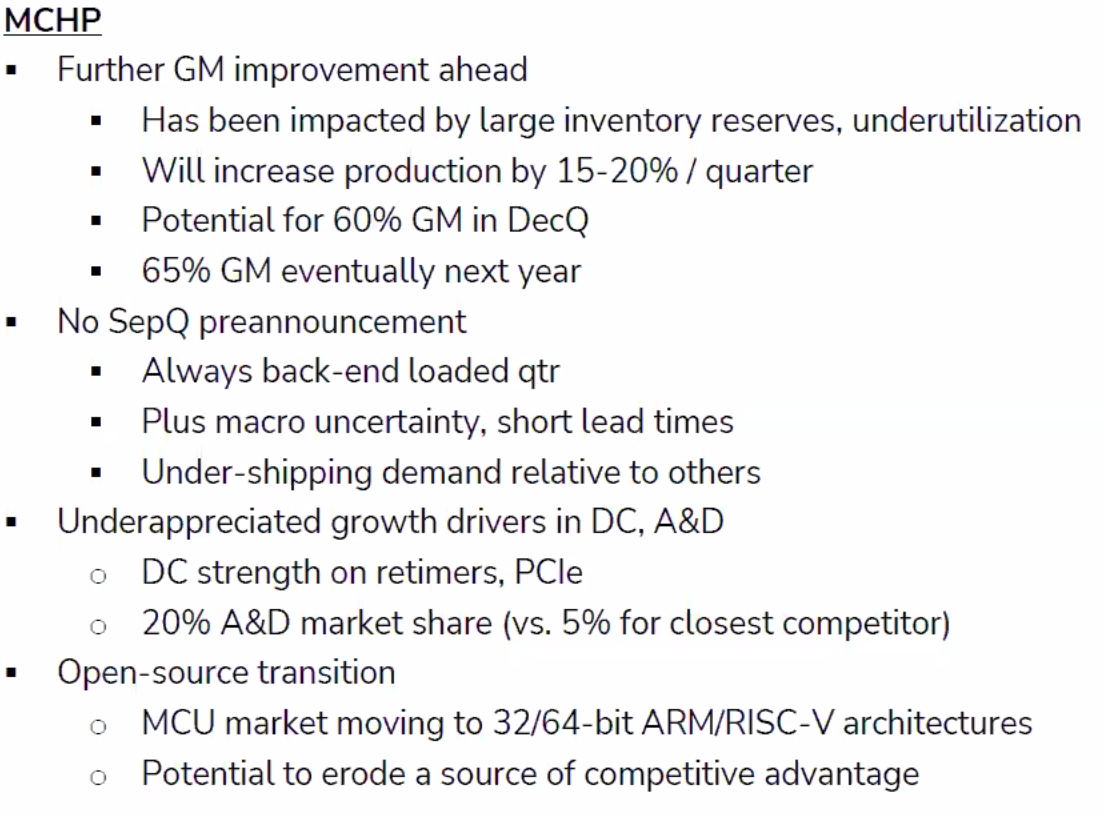 MCHP
▪ Further GM improvement ahead
▪ Has been impacted by large inventory reserves, underutilization
▪ Will increase production by 15-20% / quarter
▪ Potential for 60% GM in DecQ
▪ 65% GM eventually next year
▪ No SepQ preannouncement
▪ Always back-end loaded qtr
▪ Plus macro uncertainty, short lead times
▪ Under-shipping demand relative to others
▪ Underappreciated growth drivers in DC, A&D
○ DC strength on retimers, PCIe
○ 20% A&D market share (vs. 5% for closest competitor)
▪ Open-source transition
○ MCU market moving to 32/64-bit ARM/RISC-V architectures
○ Potential to erode a source of competitive advantage